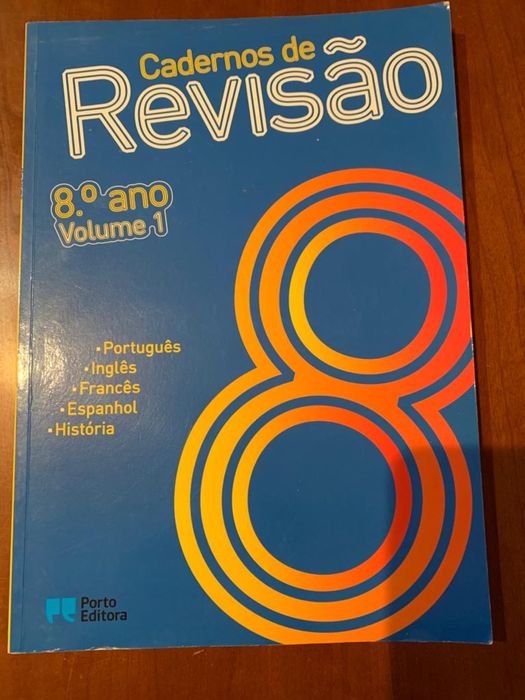 Cadernos de
Revisão
8.º ano
Volume 1
• Português
• Inglês
• Francês
• Espanhol
• História
8
Porto
Editora